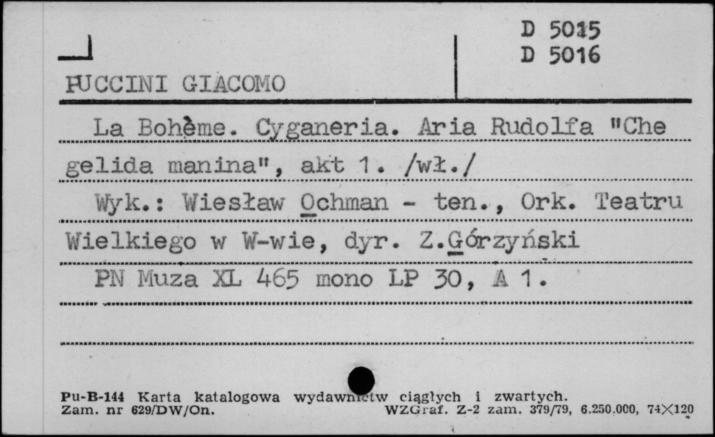 D 5015
D 5016
PUCCINI GIACOMO
La Bohème. Cyganeria. Aria Rudolfa "Che
gelida manina", akt 1. /wł./
Wyk.: Wiesław Ochman - ten., Ork. Teatru
Wielkiego w W-wie, dyr. Z.Górzyński
PN Muza XL 465 mono LP 30, A 1.
Pu-B-144 Karta katalogowa wydawnictw ciągłych i zwartych.
Zam. nr 629/DW/On. WZGraf. Z-2 zam. 379/79, 6.250.000, 74×120